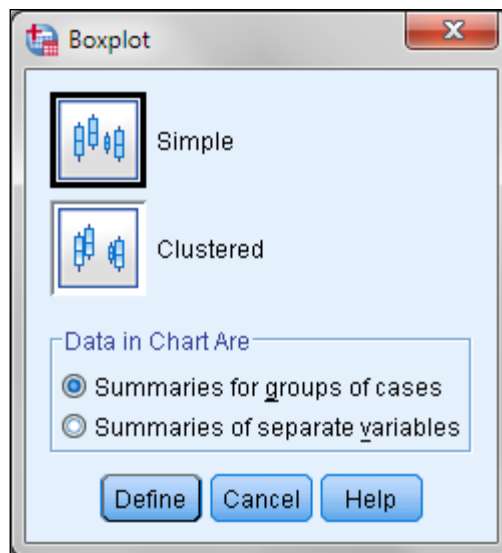 Boxplot
Simple
Clustered
Data in Chart Are
Summaries for groups of cases
Summaries of separate variables
Define Cancel Help